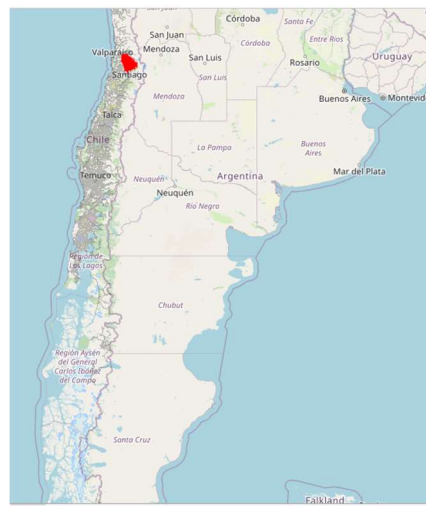 Córdoba
Santa Fe
San Juan
Entre Ríos
Valparaíso
Mendoza
Córdoba
San Luis
Rosario
Uruguay
Santiago
San Luis
Mendoza
Buenos Aires
Montevid
Talca
Chile
La Pampa
Buenos
Aires
Temuco
Neuquén
Argentina
Mar del Plata
Neuquén
Río Negro
Región de
Los Lagos
Chubut
Región Aysén
del General
Carlos Ibáñez
del Campo
Santa Cruz
Falkland